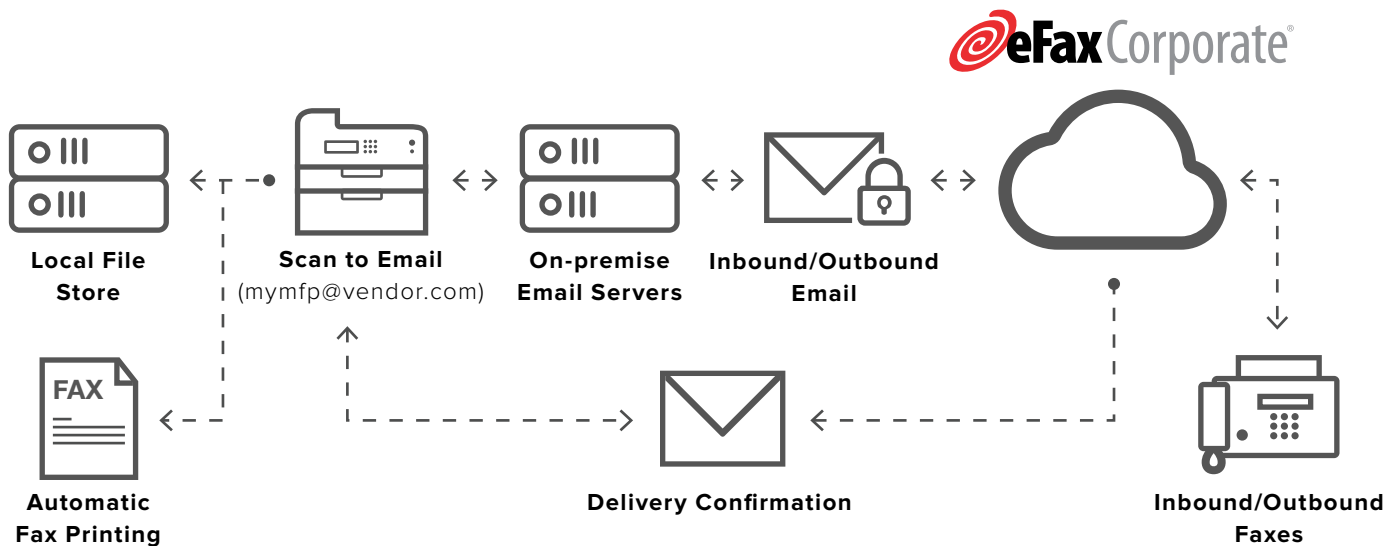 eFax Corporate®
Local File
Store
Scan to Email
(mymfp@vendor.com)
On-premise
Email Servers
Inbound/Outbound
Email
FAX
Automatic
Fax Printing
Delivery Confirmation
Inbound/Outbound
Faxes